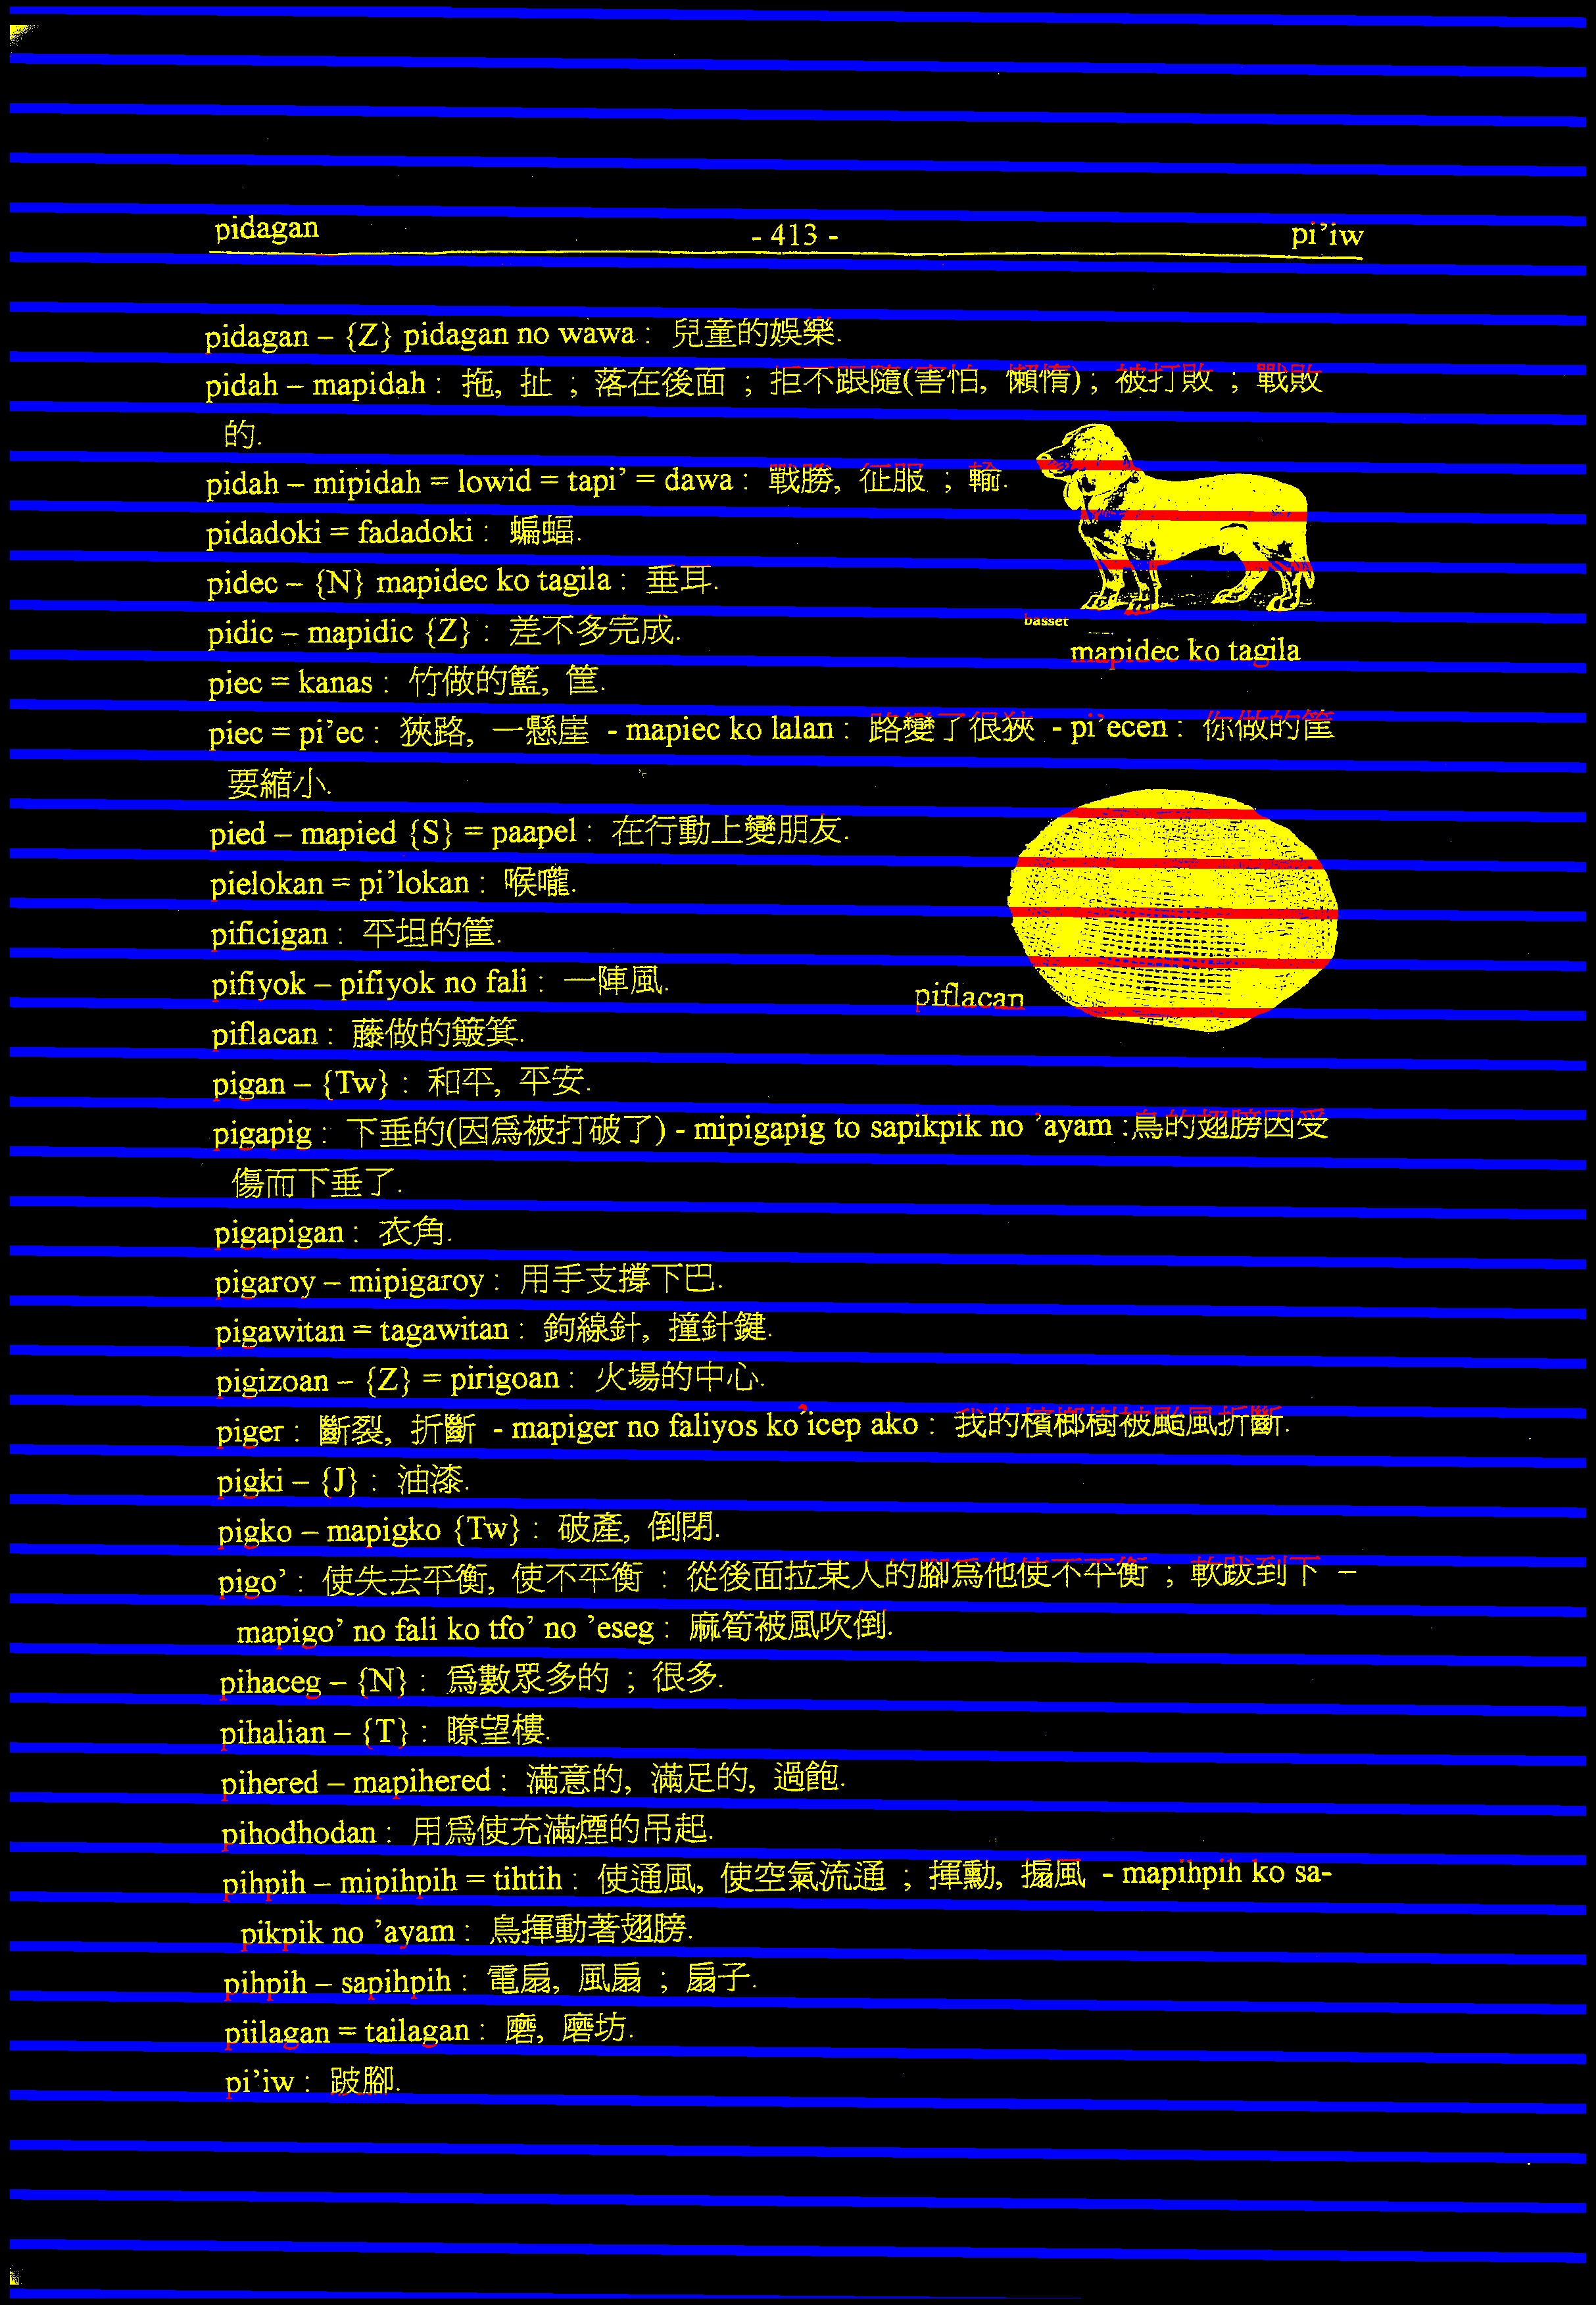 pidagan - 413 - pi’iw
pidagan – {Z} pidagan no wawa : 兒童的娛樂.
pidah – mapidah : 拖, 扯 ; 落在後面 ; 拒不跟隨(害怕, 懶惰) ; 被打敗 ; 戰敗
的.
pidah – mipidah = lowid = tapi’ = dawa : 戰勝, 征服 ; 輸.
pidadoki = fadadoki : 蝙蝠.
pidec – {N} mapidec ko tagila : 垂耳.
pidic – mapidic {Z} : 差不多完成.
basset
mapidec ko tagila
piec = kanas : 竹做的籃, 筐.
piec = pi’ec : 狹路, 一懸崖 - mapiec ko lalan : 路變了很狹 - pi’ecen : 你做的筐
要縮小.
pied – mapied {S} = paapel : 在行動上變朋友.
pielokan = pi’lokan : 喉嚨.
pificigan : 平坦的筐.
pifiyok – pifiyok no fali : 一陣風.
piflacan
piflacan : 藤做的簸箕.
pigan – {Tw} : 和平, 平安.
pigapig : 下垂的(因爲被打破了) - mipigapig to sapikpik no ’ayam :鳥的翅膀因受
傷而下垂了.
pigapigan : 衣角.
pigaroy – mipigaroy : 用手支撐下巴.
pigawitan = tagawitan : 鉤線針, 撞針鍵.
pigizoan – {Z} = pirigoan : 火場的中心.
piger : 斷裂, 折斷 - mapiger no faliyos ko ’icep ako : 我的檳榔樹被颱風折斷.
pigki – {J} : 油漆.
pigko – mapigko {Tw} : 破產, 倒閉.
pigo’ : 使失去平衡, 使不平衡 : 從後面拉某人的腳爲他使不平衡 ; 軟跋到下 –
mapigo’ no fali ko tfo’ no ’eseg : 麻筍被風吹倒.
pihaceg – {N} : 爲數眾多的 ; 很多.
pihalian – {T} : 瞭望樓.
pihered – mapihered : 滿意的, 滿足的, 過飽.
pihodhodan : 用爲使充滿煙的吊起.
pihpih – mipihpih = tihtih : 使通風, 使空氣流通 ; 揮動, 搧風 - mapihpih ko sa-
pikpik no ’ayam : 鳥揮動著翅膀.
pihpih – sapihpih : 電扇, 風扇 ; 扇子.
piilagan = tailagan : 磨, 磨坊.
pi’iw : 跛腳.